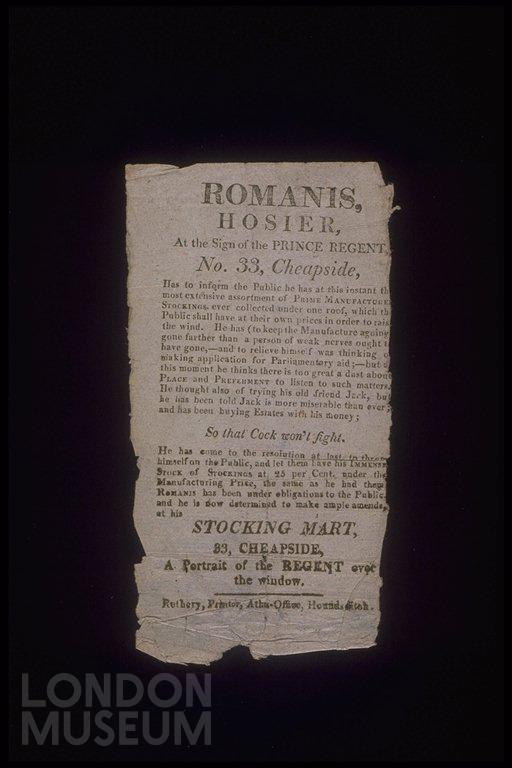 ROMANIS,
HOSIER,
At the Sign of the PRINCE REGENT,
No. 33, Cheapside,
Has to inform the Public he has at this instant th
most extensive assortment of PRIME MANUFACTURE
STOCKINGS, ever collected under one roof, which th
Public shall have at their own prices in order to rais
the wind. He has (to keep the Manufacture agoing
gone farther than a person of weak nerves ought t
have gone,—and to relieve himself was thinking o
making application for Parliamentary aid;—but a
this moment he thinks there is too great a dust about
PLACE and PREFERMENT to listen to such matters.
He thought also of trying his old friend Jack, but
he has been told Jack is more miserable than ever;
and has been buying Estates with his money;
So that Cock won't fight.
He has come to the resolution at last, to throw
himself on the Public, and let them have his IMMENSE
STOCK of STOCKINGS at 25 per Cent. under the
Manufacturing Price, the same as he had them
ROMANIS has been under obligations to the Public,
and he is now determined to make ample amends,
at his
STOCKING MART,
33, CHEAPSIDE,
A Portrait of the REGENT over
the window.
Ruthery, Printer, Office, Houndsditch.
LONDON
MUSEUM